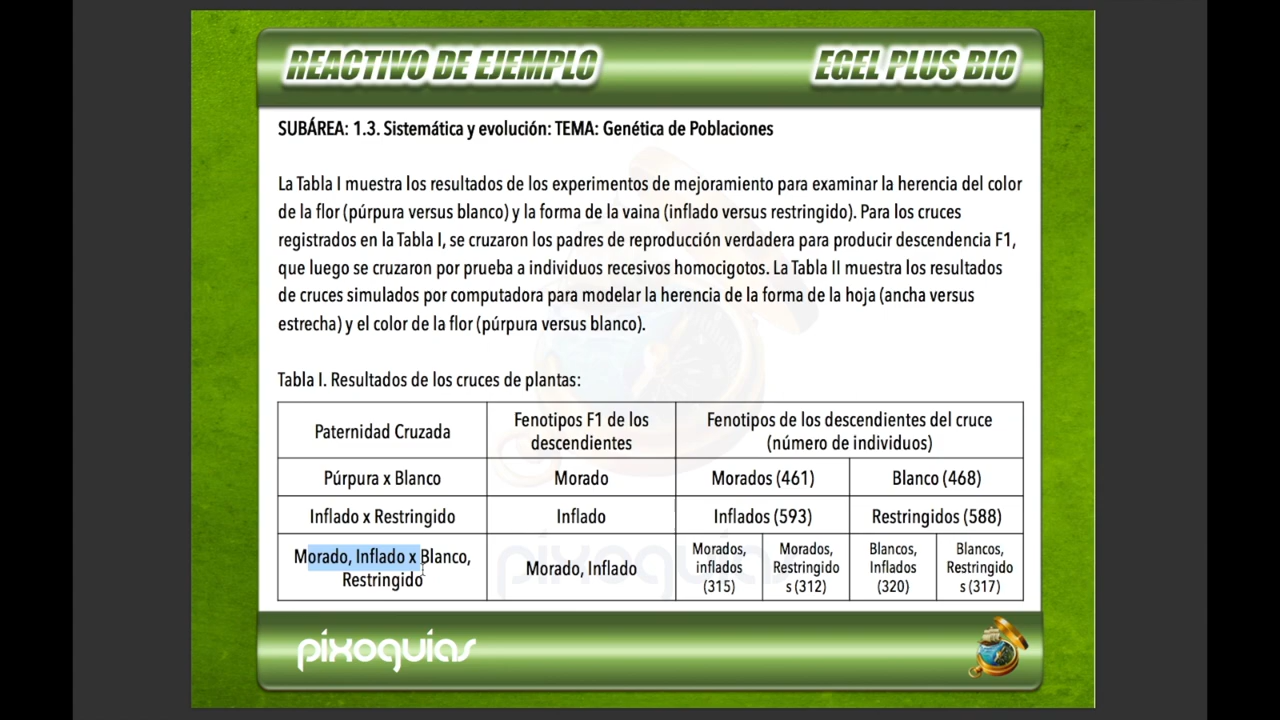 REACTIVO DE EJEMPLO
EGEL PLUS BIO
SUBÁREA: 1.3. Sistemática y evolución: TEMA: Genética de Poblaciones
La Tabla I muestra los resultados de los experimentos de mejoramiento para examinar la herencia del color
de la flor (púrpura versus blanco) y la forma de la vaina (inflado versus restringido). Para los cruces
registrados en la Tabla I, se cruzaron los padres de reproducción verdadera para producir descendencia F1,
que luego se cruzaron por prueba a individuos recesivos homocigotos. La Tabla II muestra los resultados
de cruces simulados por computadora para modelar la herencia de la forma de la hoja (ancha versus
estrecha) y el color de la flor (púrpura versus blanco).
Tabla I. Resultados de los cruces de plantas:
Paternidad Cruzada
Fenotipos F1 de los
descendientes
Fenotipos de los descendientes del cruce
(número de individuos)
Púrpura x Blanco
Morado
Morados (461)
Blanco (468)
Inflado x Restringido
Inflado
Inflados (593)
Restringidos (588)
Morado, Inflado x Blanco,
Restringido
Morado, Inflado
Morados,
inflados
(315)
Morados,
Restringido
s (312)
Blancos,
Inflados
(320)
Blancos,
Restringido
s (317)
pixoguías